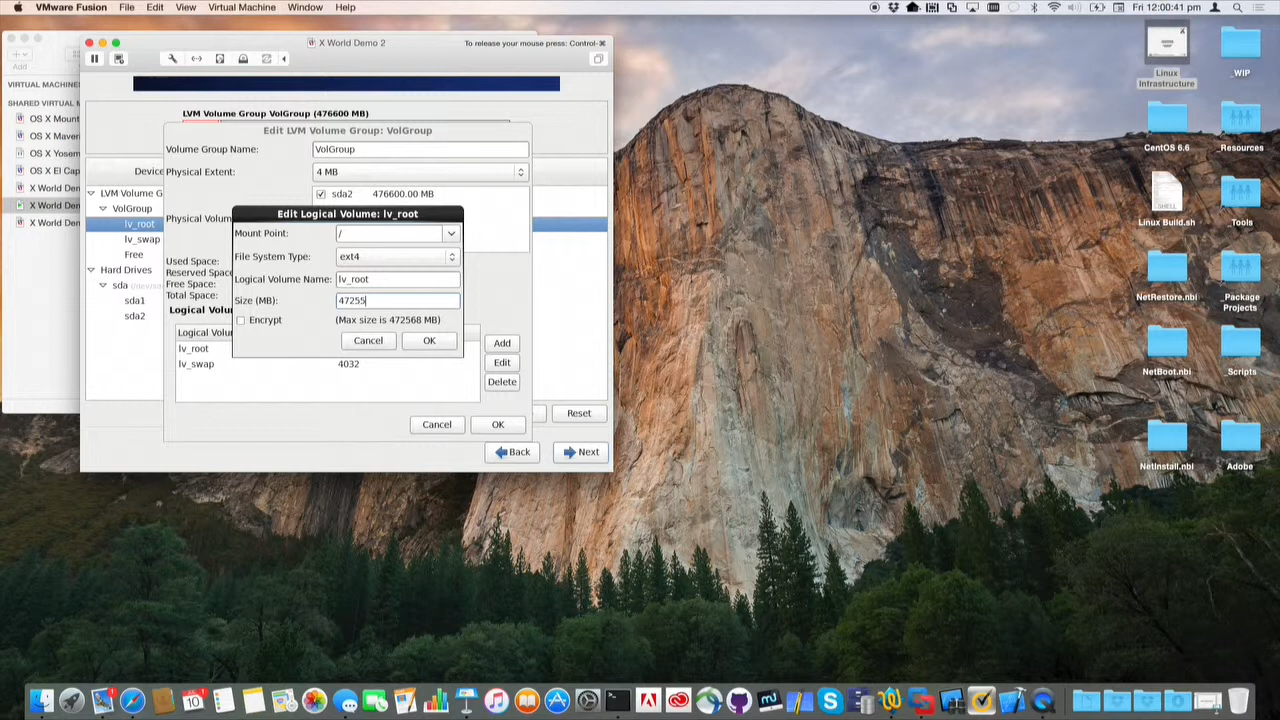 VMware Fusion File Edit View Virtual Machine Window Help
Fri 12:00:41 pm
X World Demo 2
To release your mouse press: Control-⌘
Add
VIRTUAL MACHINE
SHARED VIRTUAL M
OS X Mount
OS X Maveri
OS X Yosem
OS X El Cap
X World Dem
X World Dem
X World Dem
LVM Volume Group VolGroup (476600 MB)
Edit LVM Volume Group: VolGroup
Volume Group Name: VolGroup
Device
Physical Extent: 4 MB
LVM Volume G
VolGroup
lv_root
lv_swap
Free
Hard Drives
sda
sda1
sda2
sda2 476600.00 MB
Physical Volum
Used Space:
Reserved Space
Free Space:
Total Space:
Logical Volu
Edit Logical Volume: lv_root
Mount Point: /
File System Type: ext4
Logical Volume Name: lv_root
Size (MB): 47255
Encrypt (Max size is 472568 MB)
Cancel OK
Logical Volu
lv_root
lv_swap 4032
Add
Edit
Delete
Reset
Cancel OK
Back Next
Linux Infrastructure
_WIP
CentOS 6.6
_Resources
SHELL
Linux Build.sh
_Tools
NetRestore.nbi
_Package Projects
NetBoot.nbi
_Scripts
NetInstall.nbi
Adobe
10